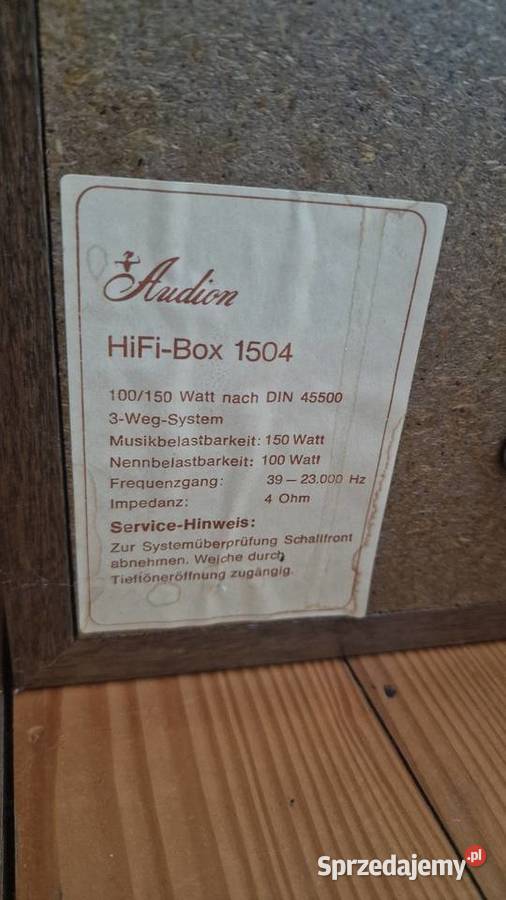 Audion
HiFi-Box 1504
100/150 Watt nach DIN 45500
3-Weg-System
Musikbelastbarkeit: 150 Watt
Nennbelastbarkeit: 100 Watt
Frequenzgang: 39 – 23.000 Hz
Impedanz: 4 Ohm
Service-Hinweis:
Zur Systemüberprüfung Schallfront
abnehmen. Weiche durch
Tieftöneröffnung zugängig.
Sprzedajemy.pl